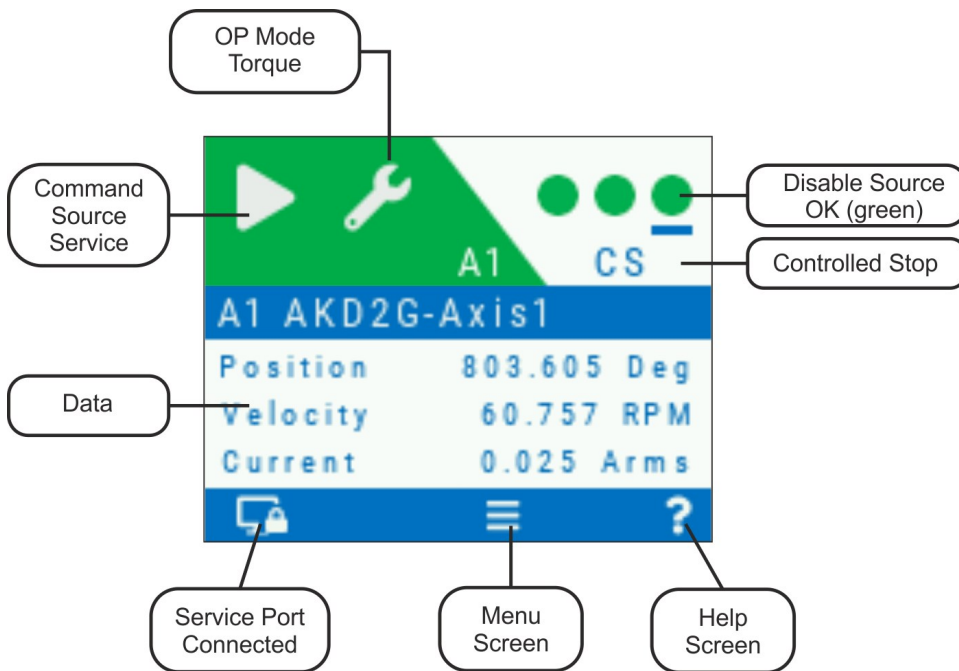 OP Mode
Torque
Command
Source
Service
Disable Source
OK (green)
A1
CS
Controlled Stop
A1 AKD2G-Axis1
Position 803.605 Deg
Data
Velocity 60.757 RPM
Current 0.025 Arms
?
Service Port
Connected
Menu
Screen
Help
Screen